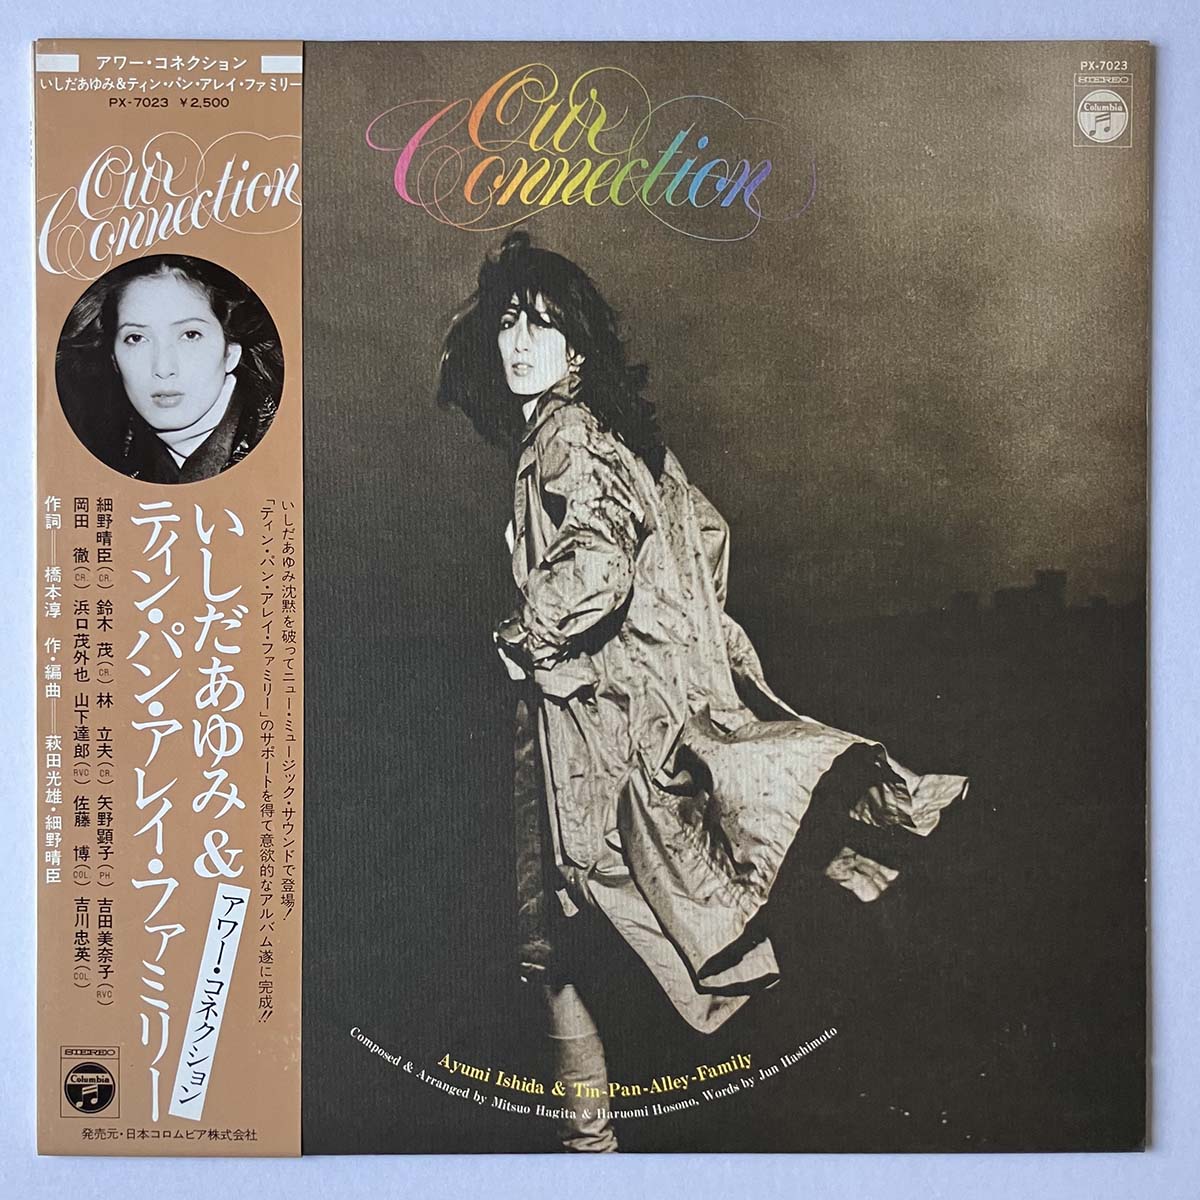 アワー・コネクション
いしだあゆみ&ティン・パン・アレイ・ファミリー
PX-7023 ¥2,500
Our
Connection
いしだあゆみ沈黙を破ってニュー・ミュージック・サウンドで登場!
「ティン・パン・アレイ・ファミリー」のサポートを得て意欲的なアルバム遂に完成!!
いしだあゆみ&
ティン・パン・アレイ・ファミリー
アワー・コネクション
細野晴臣(CR.) 鈴木 茂(CR.) 林 立夫(CR.) 矢野顕子(PH) 吉田美奈子(RVC)
岡田 徹(CR.) 浜口茂外也 山下達郎(RVC) 佐藤 博(COL.) 吉川忠英(COL.)
作詞=橋本淳 作・編曲=萩田光雄・細野晴臣
STEREO
Columbia
発売元・日本コロムビア株式会社
Our
Connection
PX-7023
STEREO
Columbia
Ayumi Ishida & Tin-Pan-Alley-Family
Composed & Arranged by Mitsuo Hagita & Haruomi Hosono, Words by Jun Hashimoto